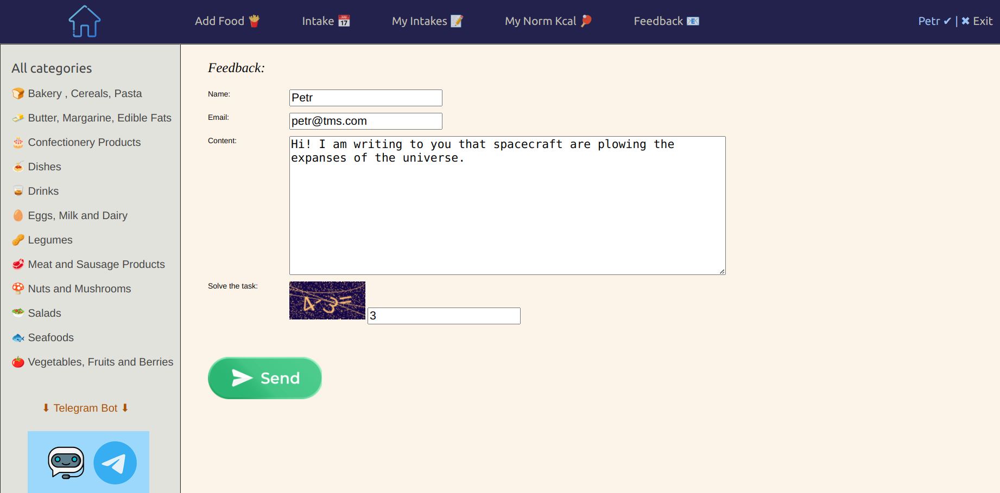 Add Food
Intake
July
17
My Intakes
My Norm Kcal
Feedback
Petr ✔ | ✖ Exit
All categories
Bakery , Cereals, Pasta
Butter, Margarine, Edible Fats
Confectionery Products
Dishes
Drinks
Eggs, Milk and Dairy
Legumes
Meat and Sausage Products
Nuts and Mushrooms
Salads
Seafoods
Vegetables, Fruits and Berries
⬇ Telegram Bot ⬇
Feedback:
Name:
Petr
Email:
petr@tms.com
Content:
Hi! I am writing to you that spacecraft are plowing the
expanses of the universe.
Solve the task:
4-3=
3
Send